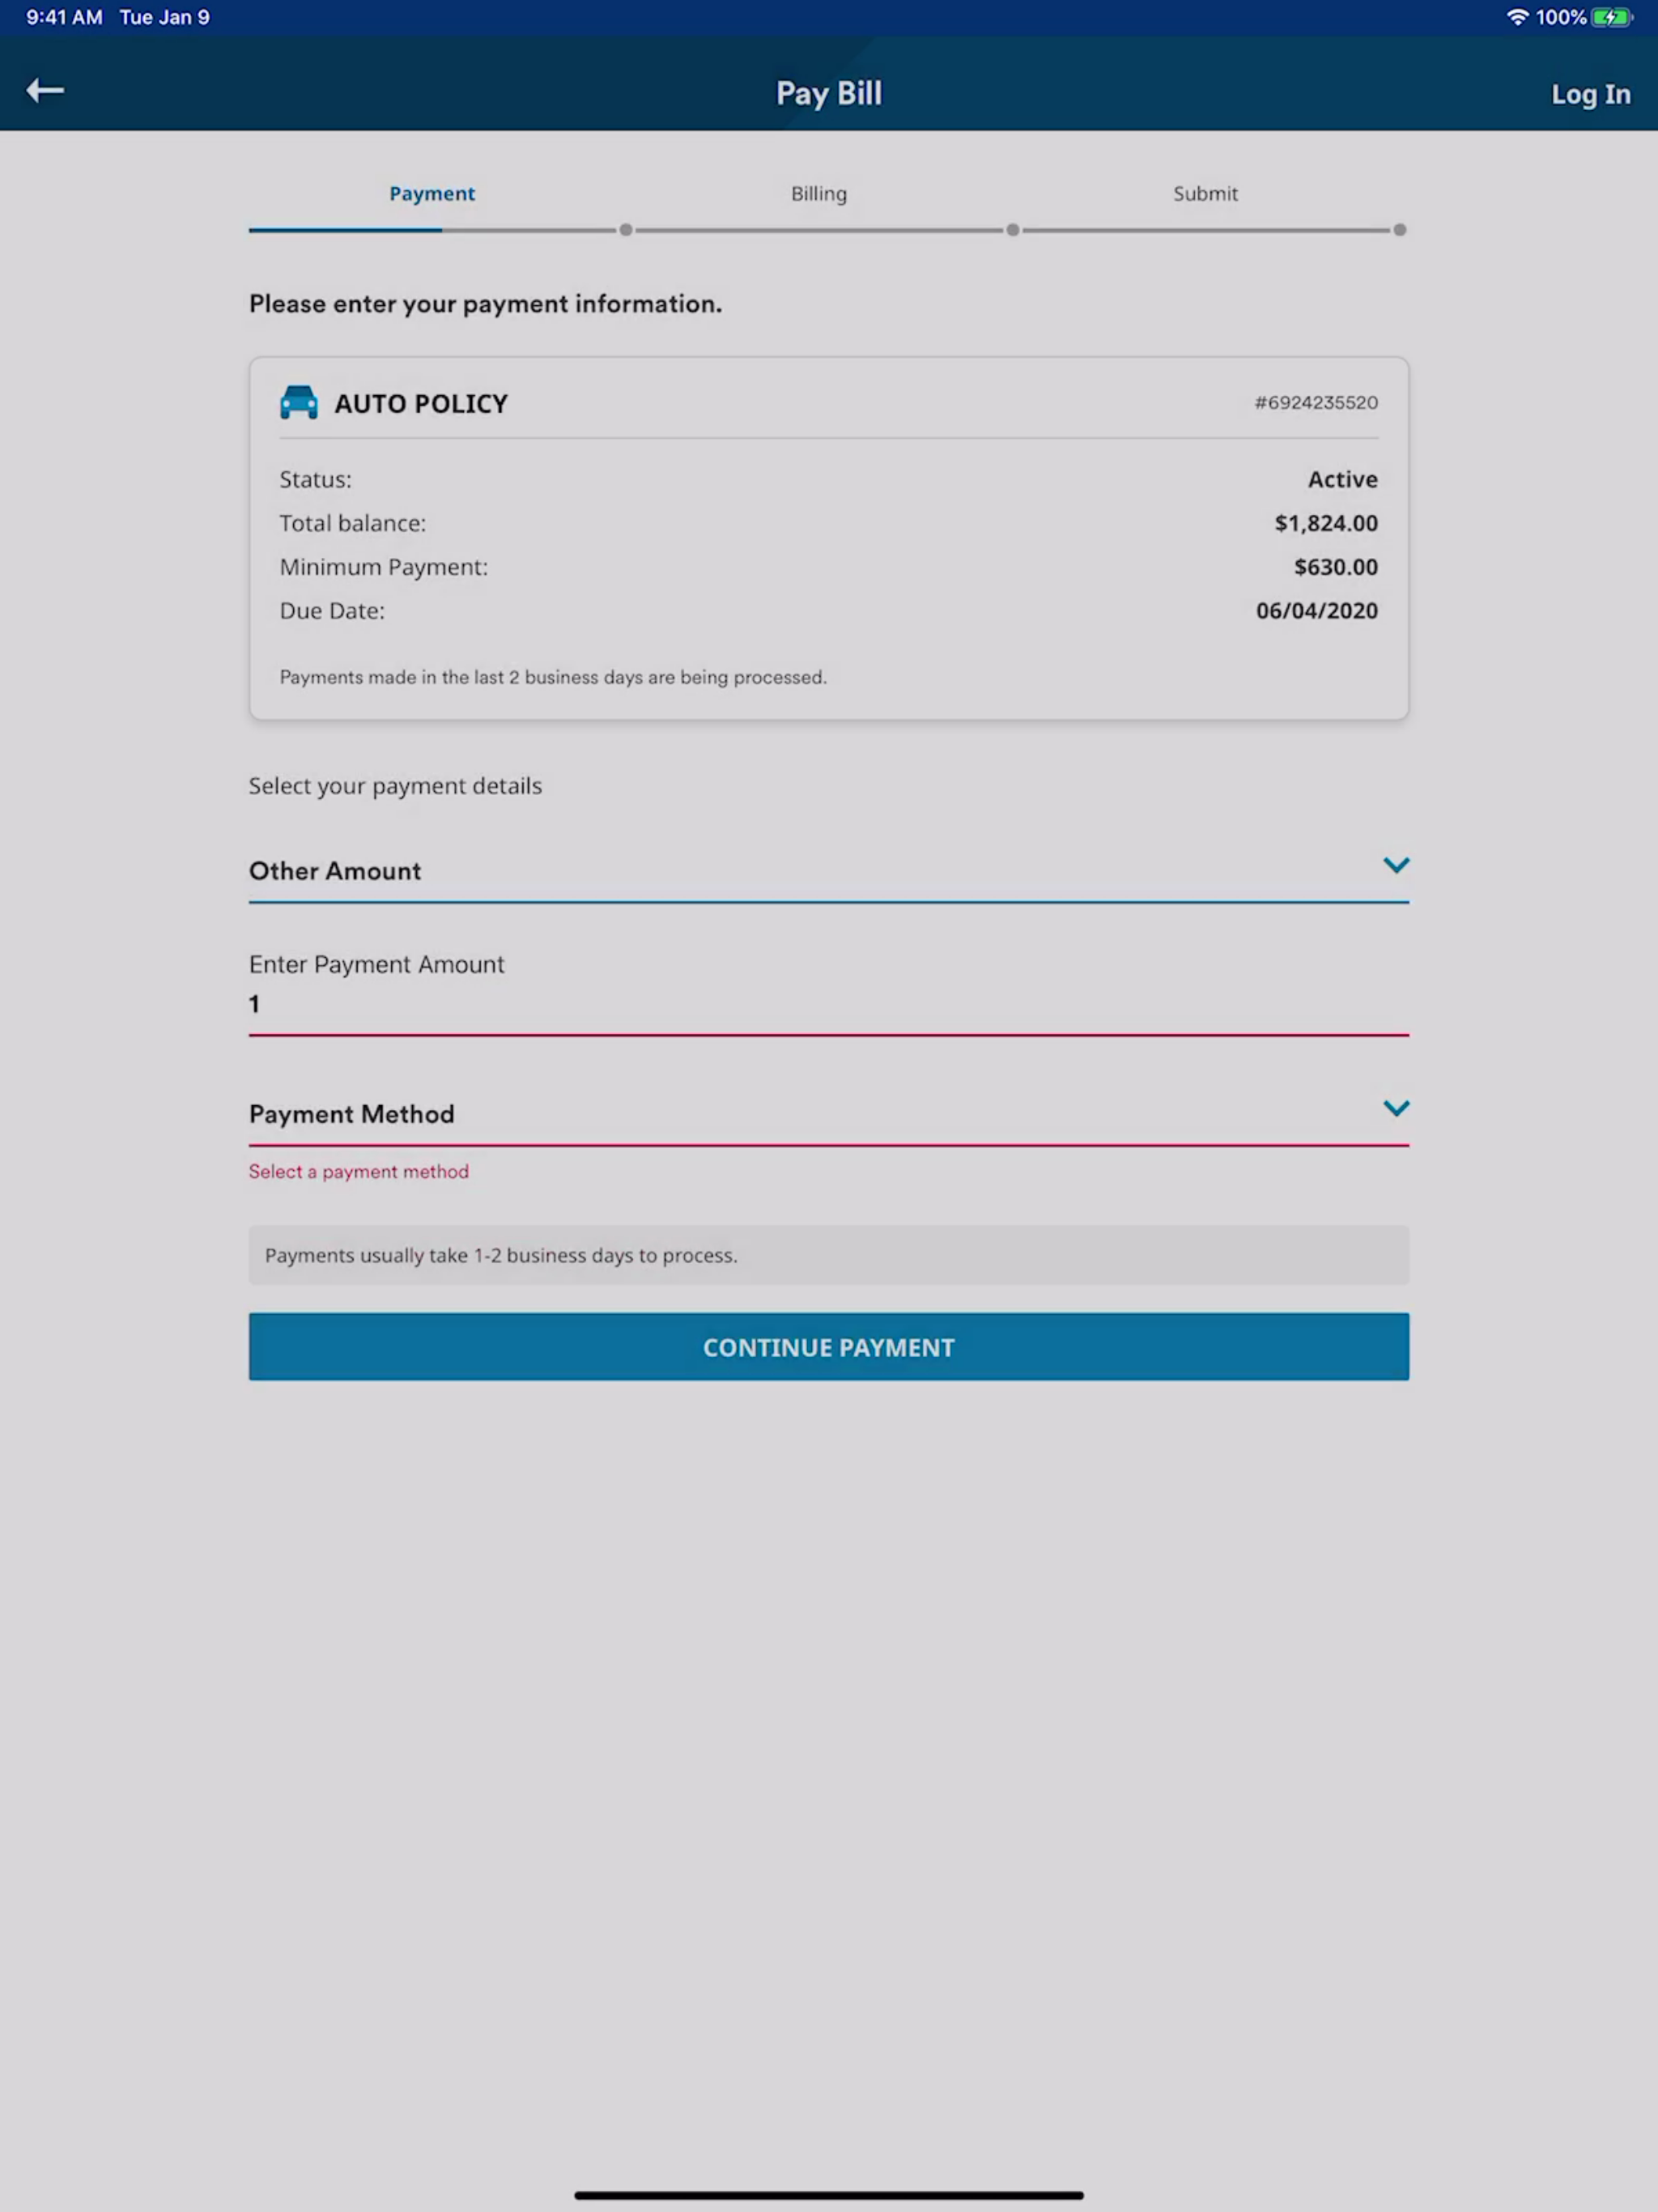 9:41 AM Tue Jan 9 100%
Pay Bill
Log In
Payment
Billing
Submit
Please enter your payment information.
AUTO POLICY
#6924235520
Status: Active
Total balance: $1,824.00
Minimum Payment: $630.00
Due Date: 06/04/2020
Payments made in the last 2 business days are being processed.
Select your payment details
Other Amount
Enter Payment Amount
1
Payment Method
Select a payment method
Payments usually take 1-2 business days to process.
CONTINUE PAYMENT